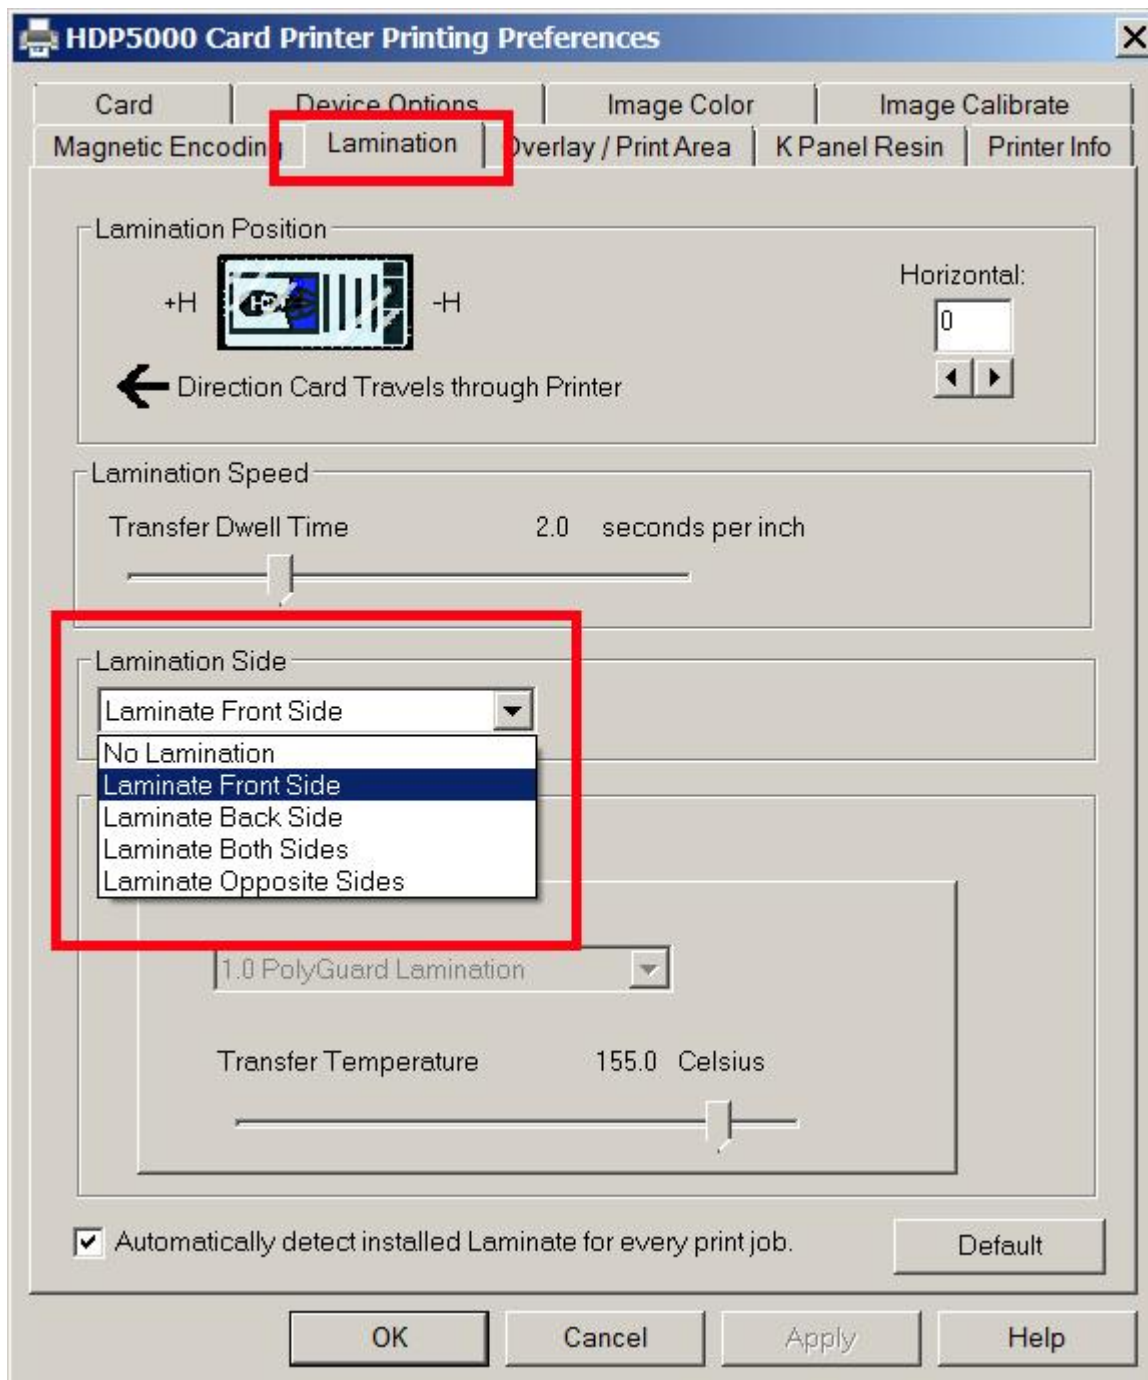 HDP5000 Card Printer Printing Preferences
Card Device Options Image Color Image Calibrate
Magnetic Encoding Lamination Overlay / Print Area K Panel Resin Printer Info
Lamination Position
Horizontal:
+H -H
0
Direction Card Travels through Printer
Lamination Speed
Transfer Dwell Time 2.0 seconds per inch
Lamination Side
Laminate Front Side
No Lamination
Laminate Front Side
Laminate Back Side
Laminate Both Sides
Laminate Opposite Sides
1.0 PolyGuard Lamination
Transfer Temperature 155.0 Celsius
Automatically detect installed Laminate for every print job.
Default
OK Cancel Apply Help